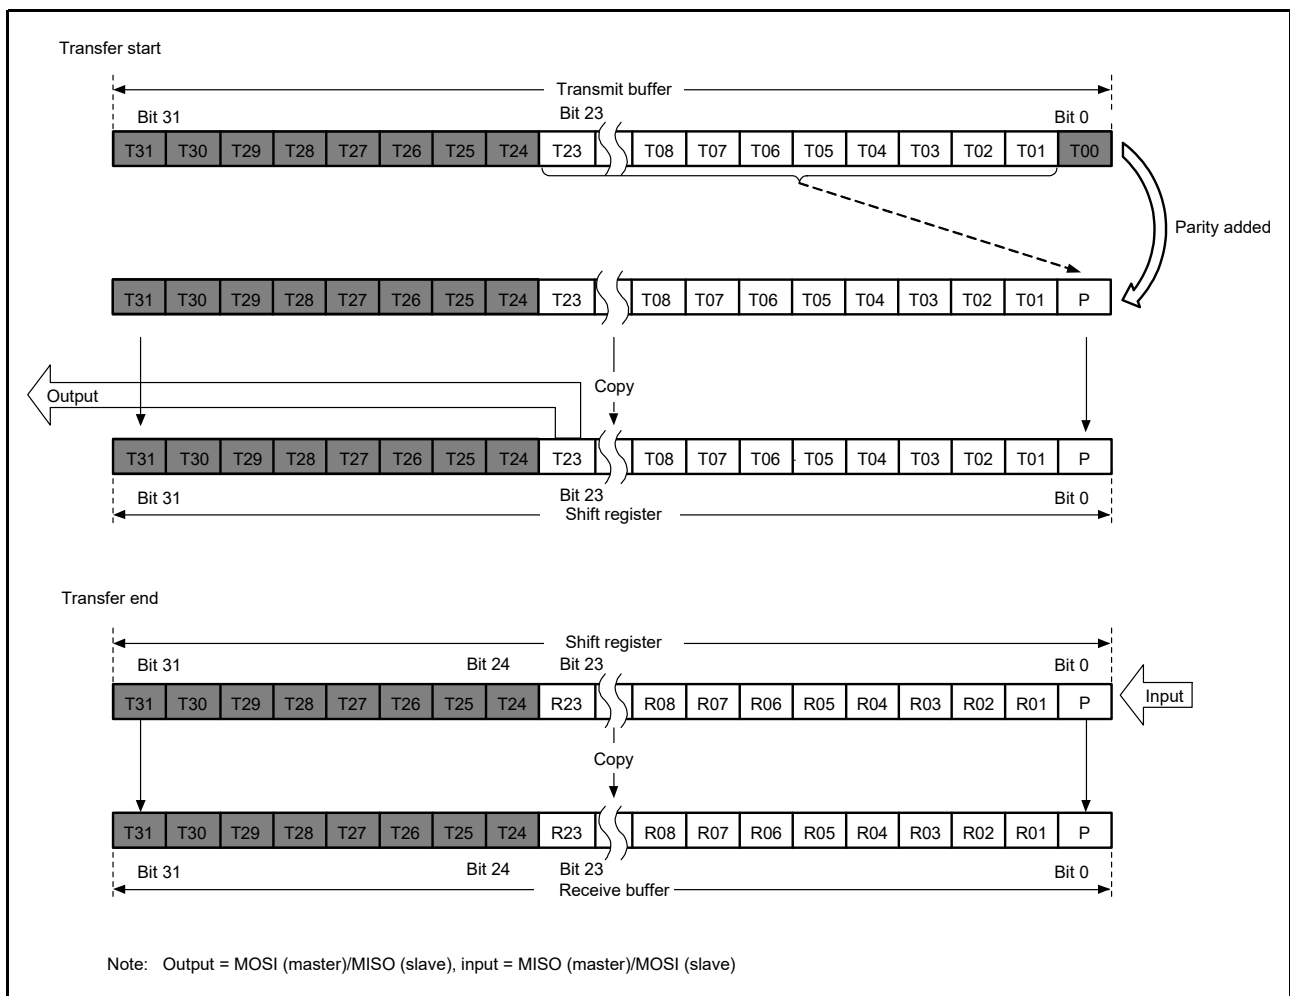 Transfer start
Transmit buffer
Bit 31 Bit 23 Bit 0
T31 T30 T29 T28 T27 T26 T25 T24 T23 T08 T07 T06 T05 T04 T03 T02 T01 T00
Parity added
T31 T30 T29 T28 T27 T26 T25 T24 T23 T08 T07 T06 T05 T04 T03 T02 T01 P
Output Copy
T31 T30 T29 T28 T27 T26 T25 T24 T23 T08 T07 T06 T05 T04 T03 T02 T01 P
Bit 31 Bit 23 Bit 0
Shift register
Transfer end
Shift register
Bit 31 Bit 24 Bit 23 Bit 0
T31 T30 T29 T28 T27 T26 T25 T24 R23 R08 R07 R06 R05 R04 R03 R02 R01 P Input
Copy
T31 T30 T29 T28 T27 T26 T25 T24 R23 R08 R07 R06 R05 R04 R03 R02 R01 P
Bit 31 Bit 24 Bit 23 Bit 0
Receive buffer
Note: Output = MOSI (master)/MISO (slave), input = MISO (master)/MOSI (slave)